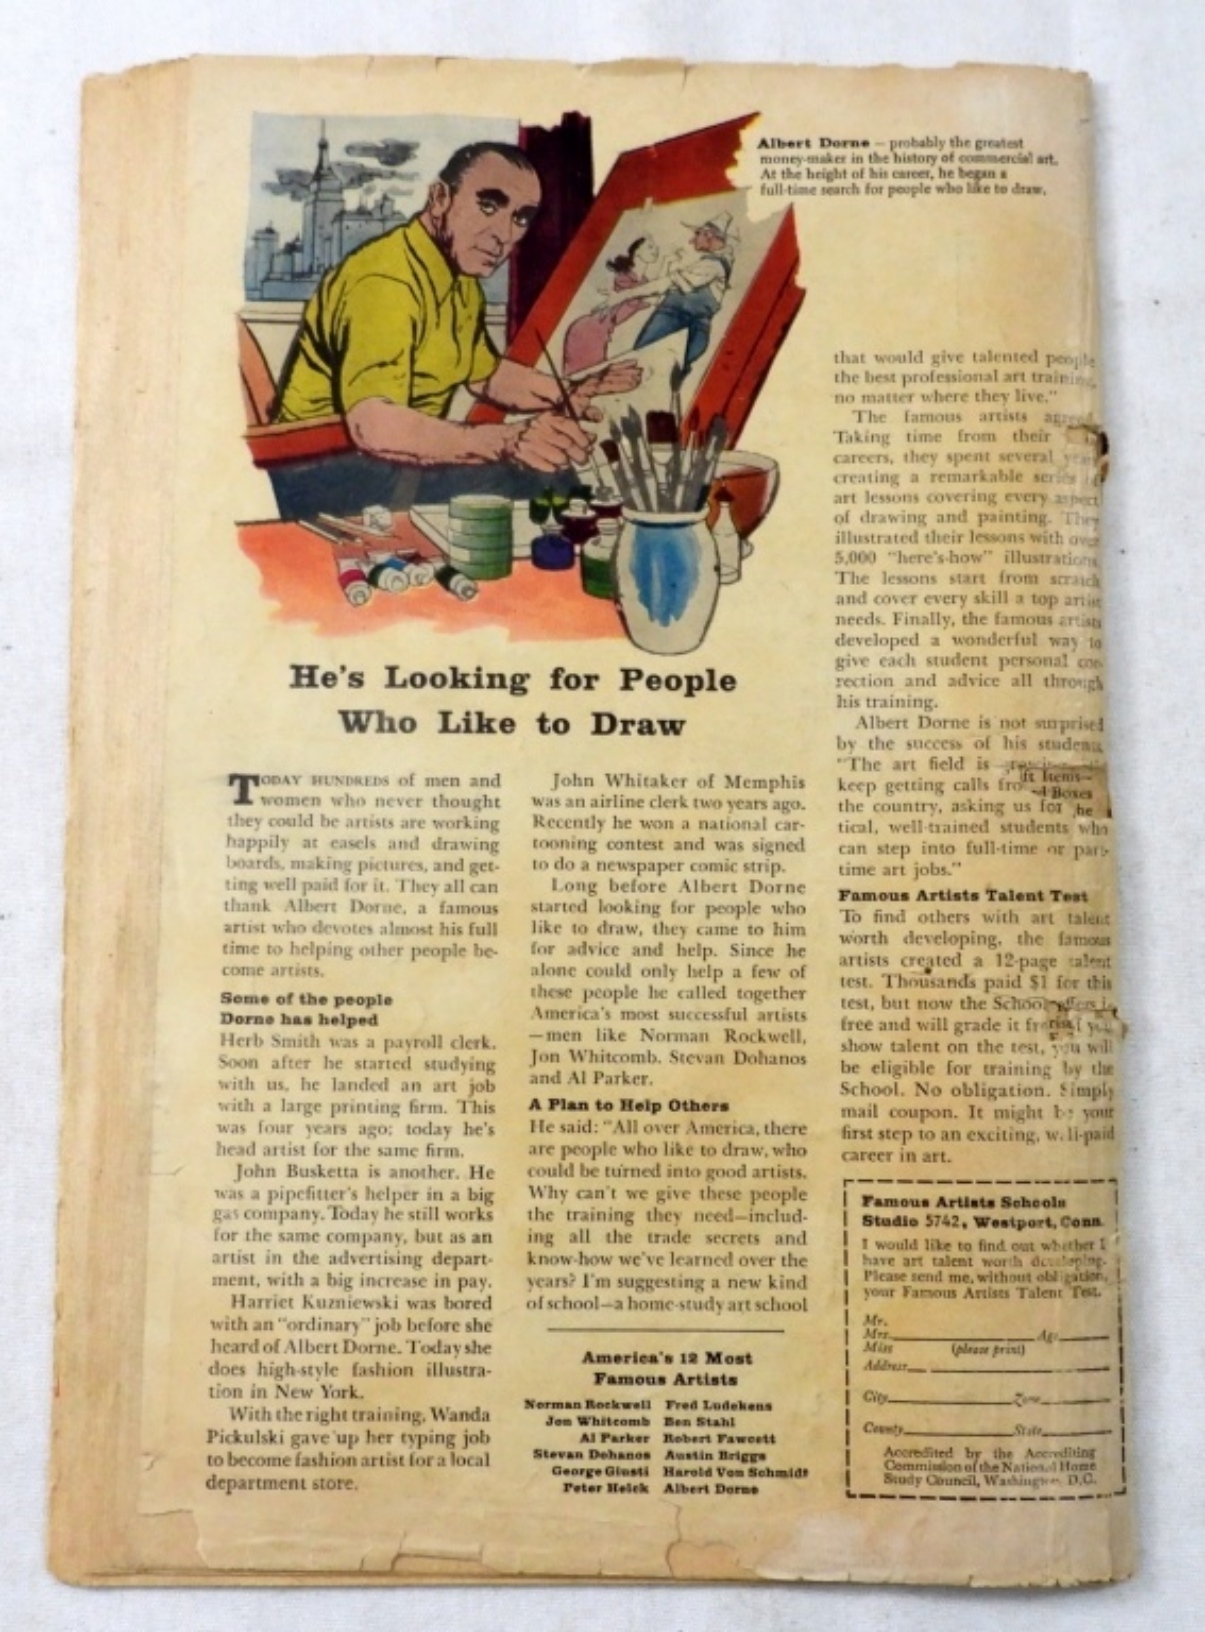 Albert Dorne – probably the greatest
money-maker in the history of commercial art.
At the height of his career, he began a
full-time search for people who like to draw.
He's Looking for People
Who Like to Draw
TODAY HUNDREDS of men and
women who never thought
they could be artists are working
happily at easels and drawing
boards, making pictures, and get-
ting well paid for it. They all can
thank Albert Dorne, a famous
artist who devotes almost his full
time to helping other people be-
come artists.
Some of the people
Dorne has helped
Herb Smith was a payroll clerk.
Soon after he started studying
with us, he landed an art job
with a large printing firm. This
was four years ago; today he's
head artist for the same firm.
John Busketta is another. He
was a pipefitter's helper in a big
gas company. Today he still works
for the same company, but as an
artist in the advertising depart-
ment, with a big increase in pay.
Harriet Kuzniewski was bored
with an "ordinary" job before she
heard of Albert Dorne. Today she
does high-style fashion illustra-
tion in New York.
With the right training, Wanda
Pickulski gave up her typing job
to become fashion artist for a local
department store.
John Whitaker of Memphis
was an airline clerk two years ago.
Recently he won a national car-
tooning contest and was signed
to do a newspaper comic strip.
Long before Albert Dorne
started looking for people who
like to draw, they came to him
for advice and help. Since he
alone could only help a few of
these people he called together
America's most successful artists
—men like Norman Rockwell,
Jon Whitcomb, Stevan Dohanos
and Al Parker.
A Plan to Help Others
He said: "All over America, there
are people who like to draw, who
could be turned into good artists.
Why can't we give these people
the training they need—includ-
ing all the trade secrets and
know-how we've learned over the
years? I'm suggesting a new kind
of school—a home-study art school
America's 12 Most
Famous Artists
Norman Rockwell Fred Ludekens
Jon Whitcomb Ben Stahl
Al Parker Robert Fawcett
Stevan Dohanos Austin Briggs
George Giusti Harold Von Schmidt
Peter Helck Albert Dorne
that would give talented people
the best professional art training,
no matter where they live."
The famous artists agreed.
Taking time from their
careers, they spent several years
creating a remarkable series of
art lessons covering every aspect
of drawing and painting. They
illustrated their lessons with over
5,000 "here's-how" illustrations.
The lessons start from scratch
and cover every skill a top artist
needs. Finally, the famous artists
developed a wonderful way to
give each student personal cor-
rection and advice all through
his training.
Albert Dorne is not surprised
by the success of his students.
"The art field is
ft Items—
keep getting calls fro
Boxes
the country, asking us for he
tical, well-trained students who
can step into full-time or part-
time art jobs."
Famous Artists Talent Test
To find others with art talent
worth developing, the famous
artists created a 12-page talent
test. Thousands paid $1 for this
test, but now the School offers it
free and will grade it If you
show talent on the test, you will
be eligible for training by the
School. No obligation. Simply
mail coupon. It might be your
first step to an exciting, well-paid
career in art.
Famous Artists Schools
Studio 5742, Westport, Conn.
I would like to find out whether I
have art talent worth developing.
Please send me, without obligation,
your Famous Artists Talent Test.
Mr.
Mrs. Age
Miss (please print)
Address
City Zone
County State
Accredited by the Accrediting
Commission of the National Home
Study Council, Washington D.C.